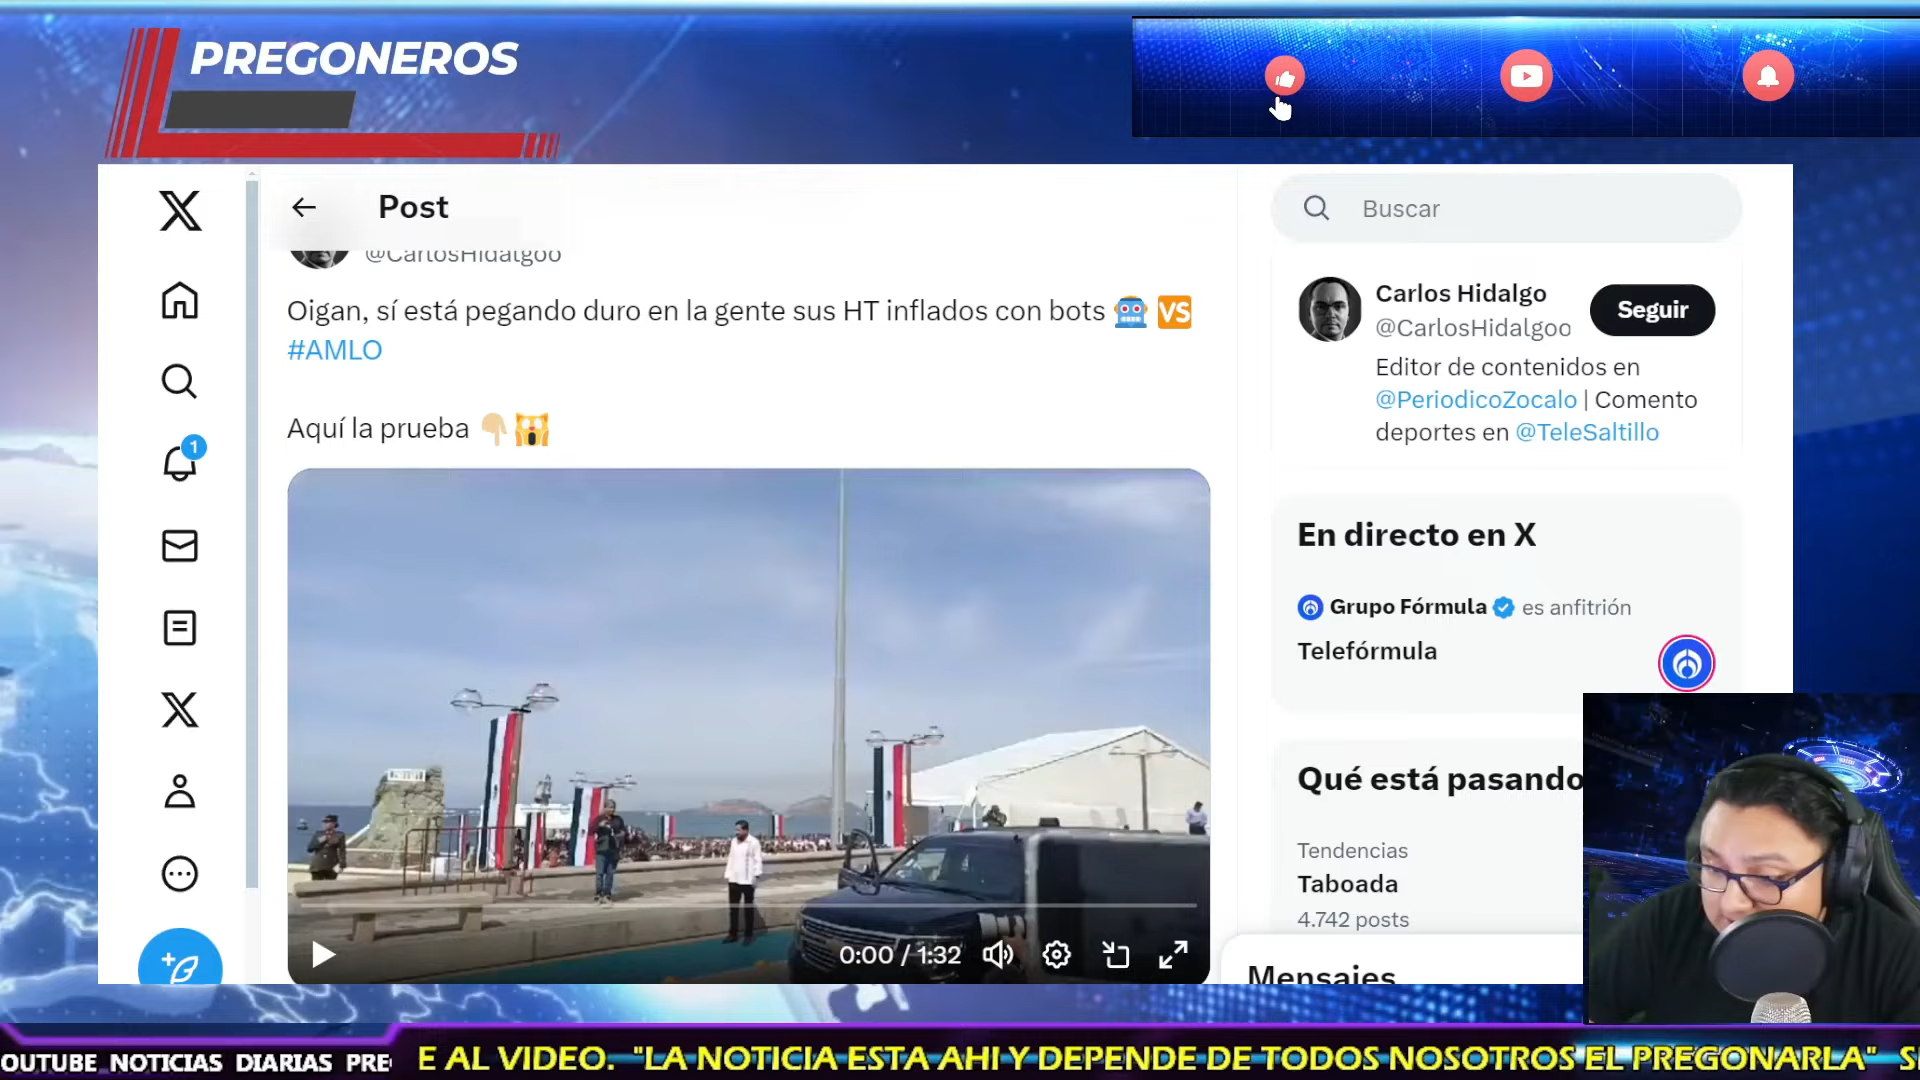 PREGONEROS
Post
@CarlosHidalgoo
Oigan, sí está pegando duro en la gente sus HT inflados con bots 🤖 🆚
#AMLO
Aquí la prueba 👇🏼🙀
0:00 / 1:32
1
Buscar
Carlos Hidalgo
@CarlosHidalgoo
Seguir
Editor de contenidos en
@PeriodicoZocalo | Comento
deportes en @TeleSaltillo
En directo en X
Grupo Fórmula es anfitrión
Telefórmula
Qué está pasando
Tendencias
Taboada
4.742 posts
Mensajes
OUTUBE NOTICIAS DIARIAS PRE
E AL VIDEO. "LA NOTICIA ESTA AHI Y DEPENDE DE TODOS NOSOTROS EL PREGONARLA" S